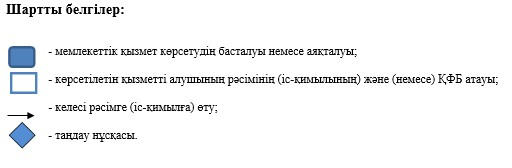 Шартты белгілер:
- мемлекеттік қызмет көрсетудің басталуы немесе аяқталуы;
- көрсетілетін қызметті алушының рәсімінің (іс-қимылының) және (немесе) ҚФБ атауы;
- келесі рәсімге (іс-қимылға) өту;
- таңдау нұсқасы.